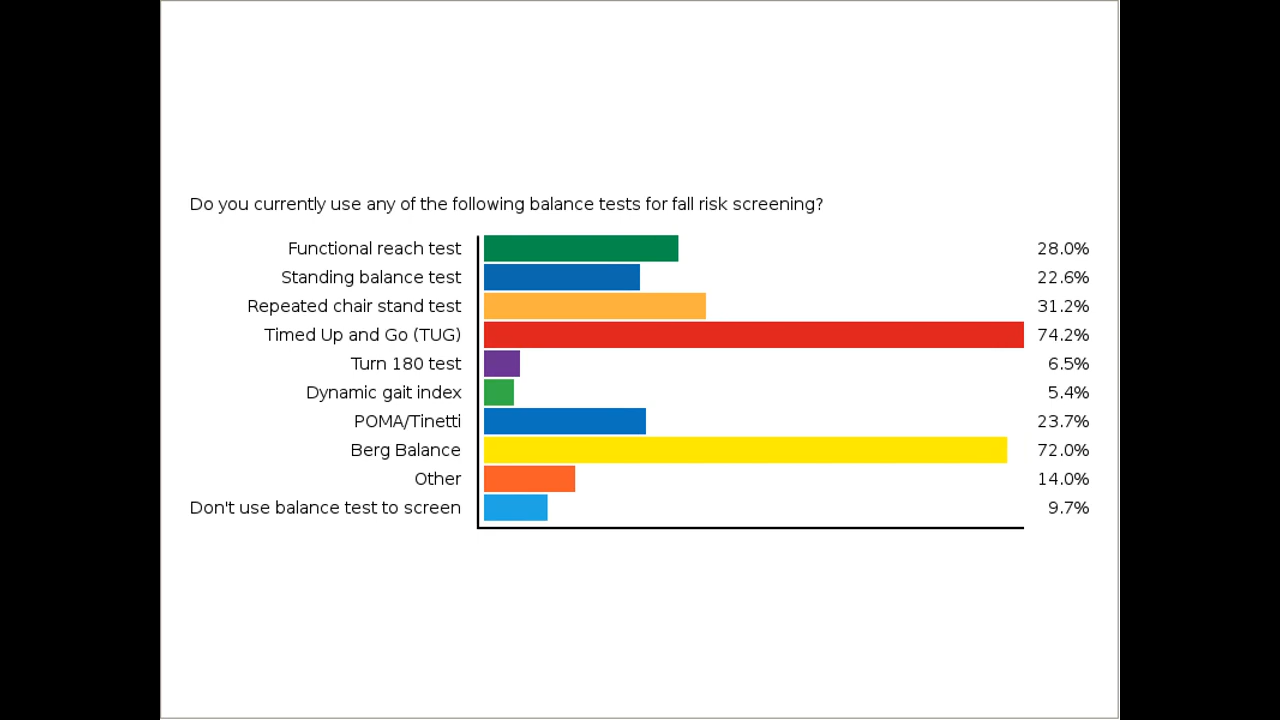 Do you currently use any of the following balance tests for fall risk screening?
Functional reach test 28.0%
Standing balance test 22.6%
Repeated chair stand test 31.2%
Timed Up and Go (TUG) 74.2%
Turn 180 test 6.5%
Dynamic gait index 5.4%
POMA/Tinetti 23.7%
Berg Balance 72.0%
Other 14.0%
Don't use balance test to screen 9.7%